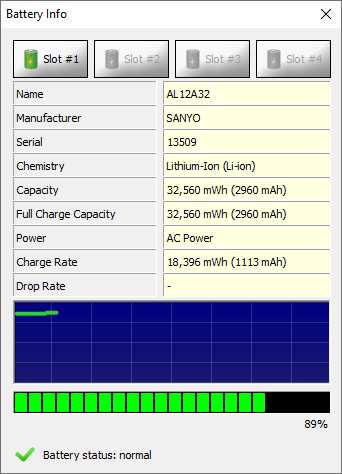 Battery Info
Slot #1 Slot #2 Slot #3 Slot #4
Name AL12A32
Manufacturer SANYO
Serial 13509
Chemistry Lithium-Ion (Li-ion)
Capacity 32,560 mWh (2960 mAh)
Full Charge Capacity 32,560 mWh (2960 mAh)
Power AC Power
Charge Rate 18,396 mWh (1113 mAh)
Drop Rate -
89%
Battery status: normal